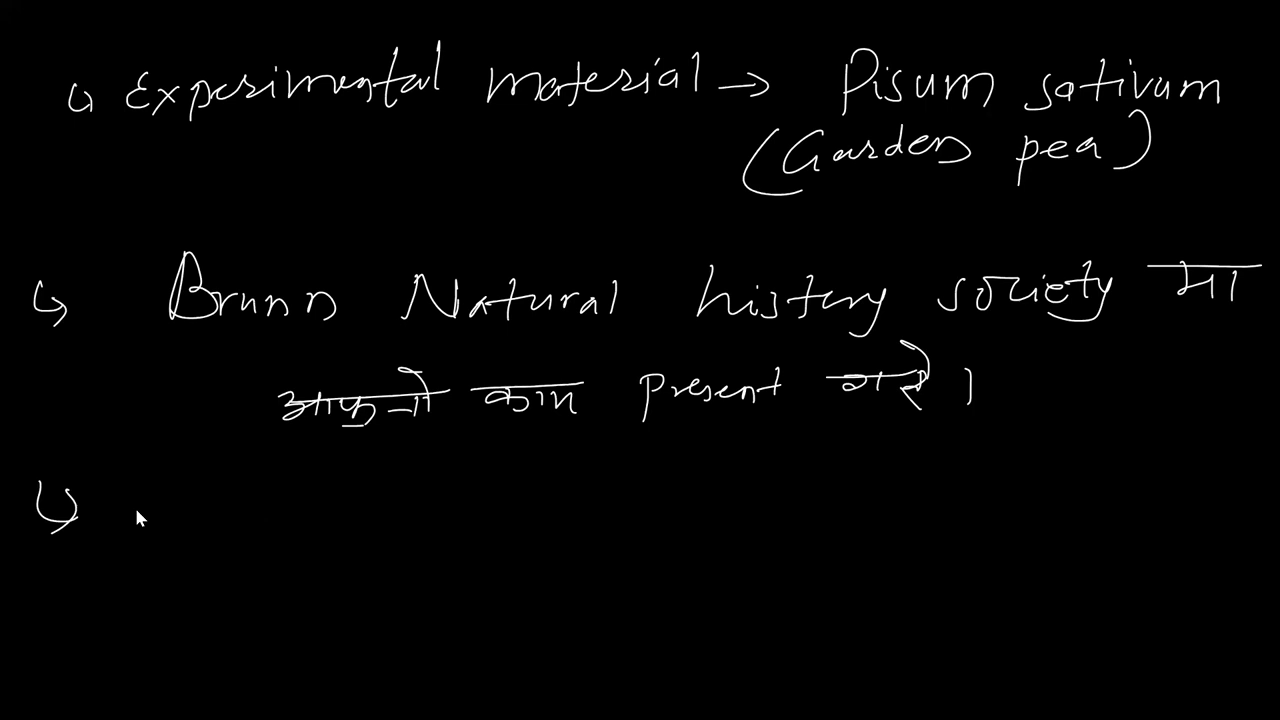 ↳ Experimental material → Pisum sativum
(Garden pea)
↳ Brunn Natural history society मा
आफ्नो काम present गरे ।
↳